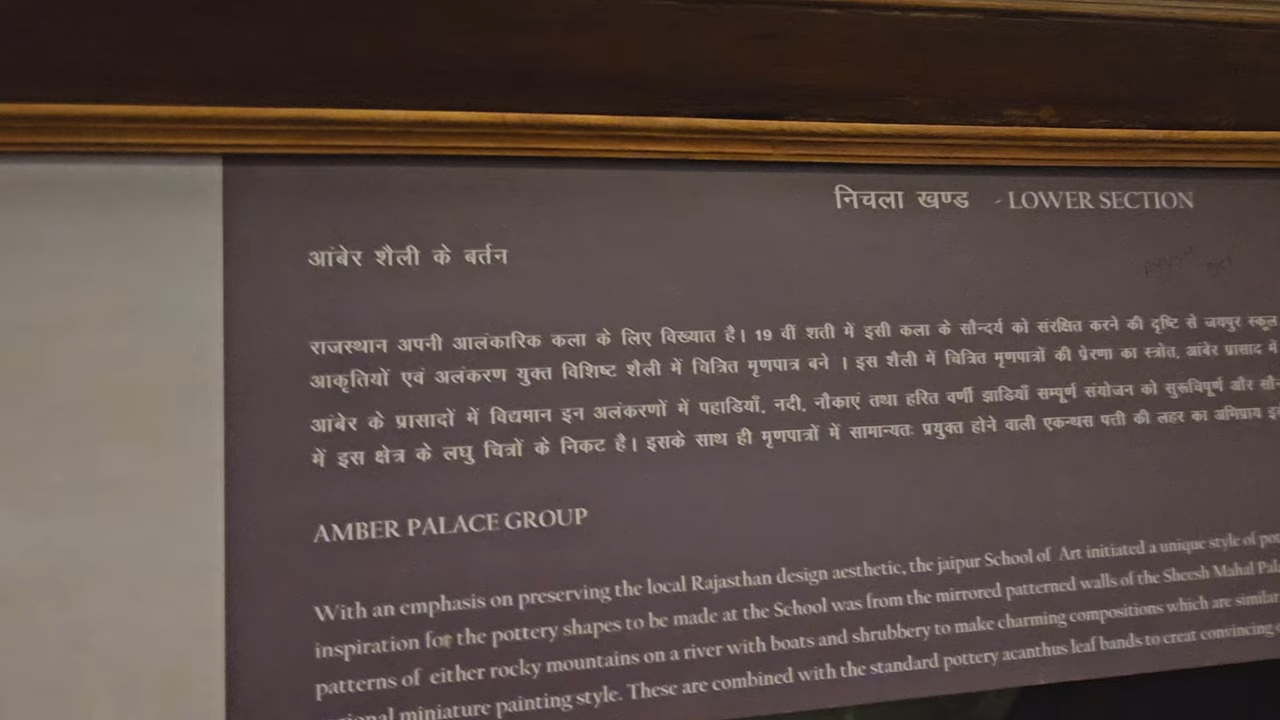 निचला खण्ड - LOWER SECTION
आंबेर शैली के बर्तन
राजस्थान अपनी आलंकारिक कला के लिए विख्यात है। 19 वीं शती में इसी कला के सौन्दर्य को संरक्षित करने की दृष्टि से जयपुर स्कूल
आकृतियों एवं अलंकरण युक्त विशिष्ट शैली में चित्रित मृणपात्र बने । इस शैली में चित्रित मृणपात्रों की प्रेरणा का स्त्रोत, आंबेर प्रासाद में
आंबेर के प्रासादों में विद्यमान इन अलंकरणों में पहाडियाँ, नदी, नौकाएं तथा हरित वर्णी झाडियाँ सम्पूर्ण संयोजन को सुरूचिपूर्ण और
में इस क्षेत्र के लघु चित्रों के निकट है। इसके साथ ही मृणपात्रों में सामान्यतः प्रयुक्त होने वाली एकन्थस पती की लहर का अभिप्राय
AMBER PALACE GROUP
With an emphasis on preserving the local Rajasthan design aesthetic, the jaipur School of Art initiated a unique style of
inspiration for the pottery shapes to be made at the School was from the mirrored patterned walls of the Sheesh Mahal
patterns of either rocky mountains on a river with boats and shrubbery to make charming compositions which are similar
miniature painting style. These are combined with the standard pottery acanthus leaf bands to creat convincing